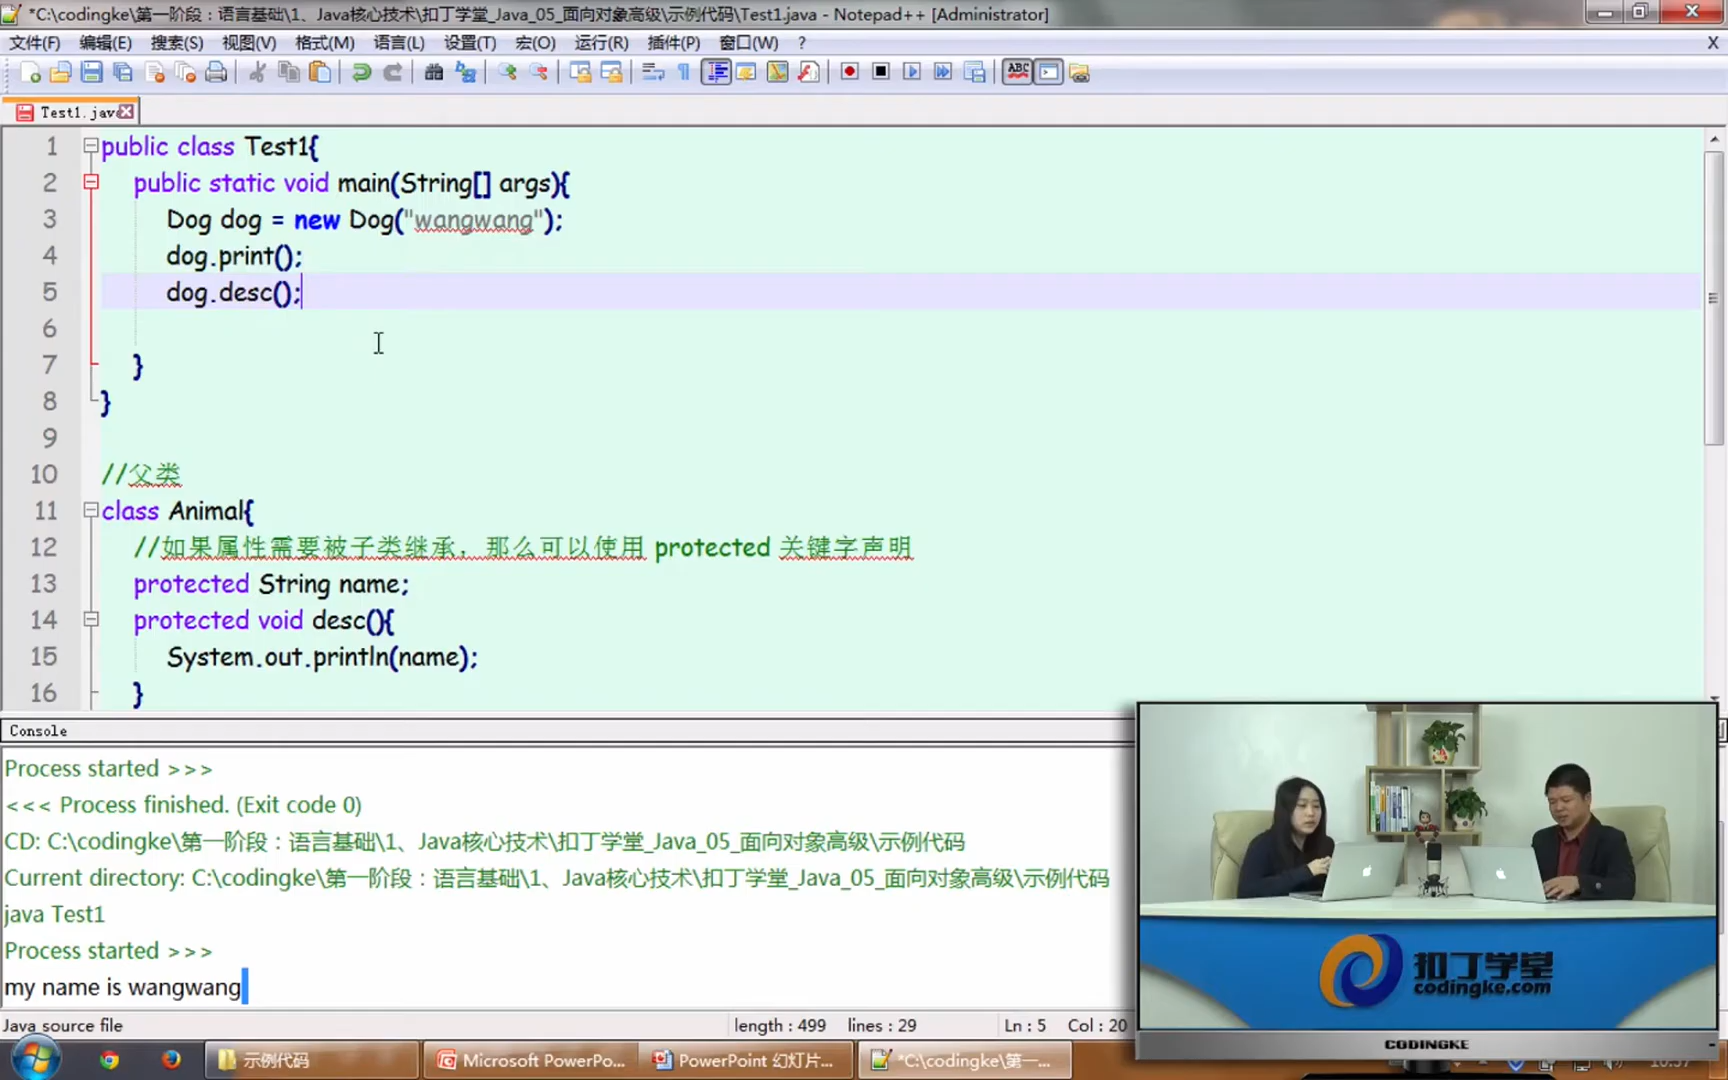 *C:\codingke\第一阶段：语言基础\1、Java核心技术\扣丁学堂_Java_05_面向对象高级\示例代码\Test1.java - Notepad++ [Administrator]
文件(F) 编辑(E) 搜索(S) 视图(V) 格式(M) 语言(L) 设置(T) 宏(O) 运行(R) 插件(P) 窗口(W) ? X
ABC
Test1.java
1 public class Test1{
2 public static void main(String[] args){
3 Dog dog = new Dog("wangwang");
4 dog.print();
5 dog.desc();
6
7 }
8 }
9
10 //父类
11 class Animal{
12 //如果属性需要被子类继承，那么可以使用 protected 关键字声明
13 protected String name;
14 protected void desc(){
15 System.out.println(name);
16 }
Console
Process started >>>
<<< Process finished. (Exit code 0)
CD: C:\codingke\第一阶段：语言基础\1、Java核心技术\扣丁学堂_Java_05_面向对象高级\示例代码
Current directory: C:\codingke\第一阶段：语言基础\1、Java核心技术\扣丁学堂_Java_05_面向对象高级\示例代码
java Test1
Process started >>>
my name is wangwang
扣丁学堂
codingke.com
CODINGKE
Java source file length : 499 lines : 29 Ln : 5 Col : 20
示例代码 Microsoft PowerPo... PowerPoint 幻灯片... *C:\codingke\第一...